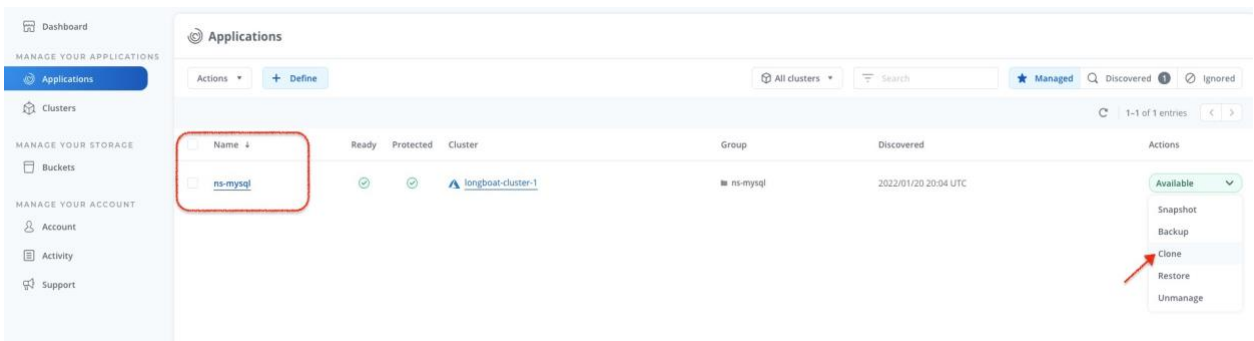 Dashboard
MANAGE YOUR APPLICATIONS
Applications
Clusters
MANAGE YOUR STORAGE
Buckets
MANAGE YOUR ACCOUNT
Account
Activity
Support
Applications
Actions + Define All clusters Search Managed Discovered 1 Ignored
1-1 of 1 entries < >
Name ↓ Ready Protected Cluster Group Discovered Actions
ns-mysql longboat-cluster-1 ns-mysql 2022/01/20 20:04 UTC Available
Snapshot
Backup
Clone
Restore
Unmanage